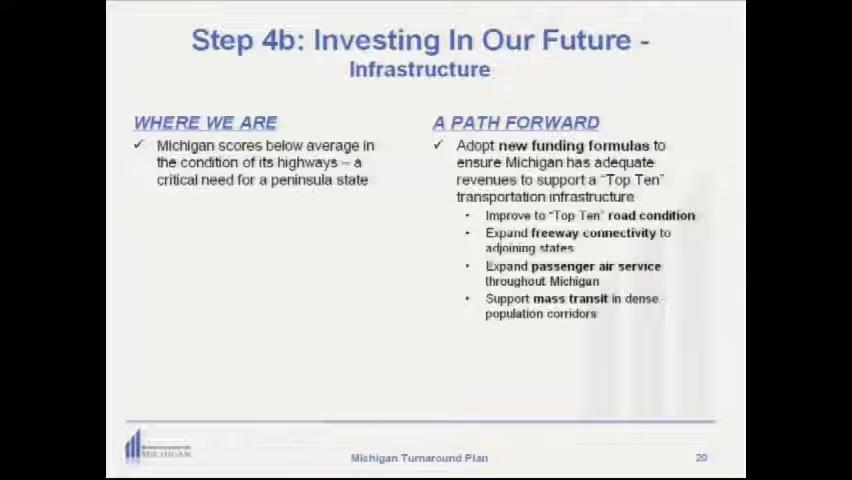 Step 4b: Investing In Our Future -
Infrastructure
WHERE WE ARE
✓ Michigan scores below average in
the condition of its highways – a
critical need for a peninsula state
A PATH FORWARD
✓ Adopt new funding formulas to
ensure Michigan has adequate
revenues to support a “Top Ten”
transportation infrastructure
• Improve to “Top Ten” road condition
• Expand freeway connectivity to
adjoining states
• Expand passenger air service
throughout Michigan
• Support mass transit in dense
population corridors
MICHIGAN
Michigan Turnaround Plan
20